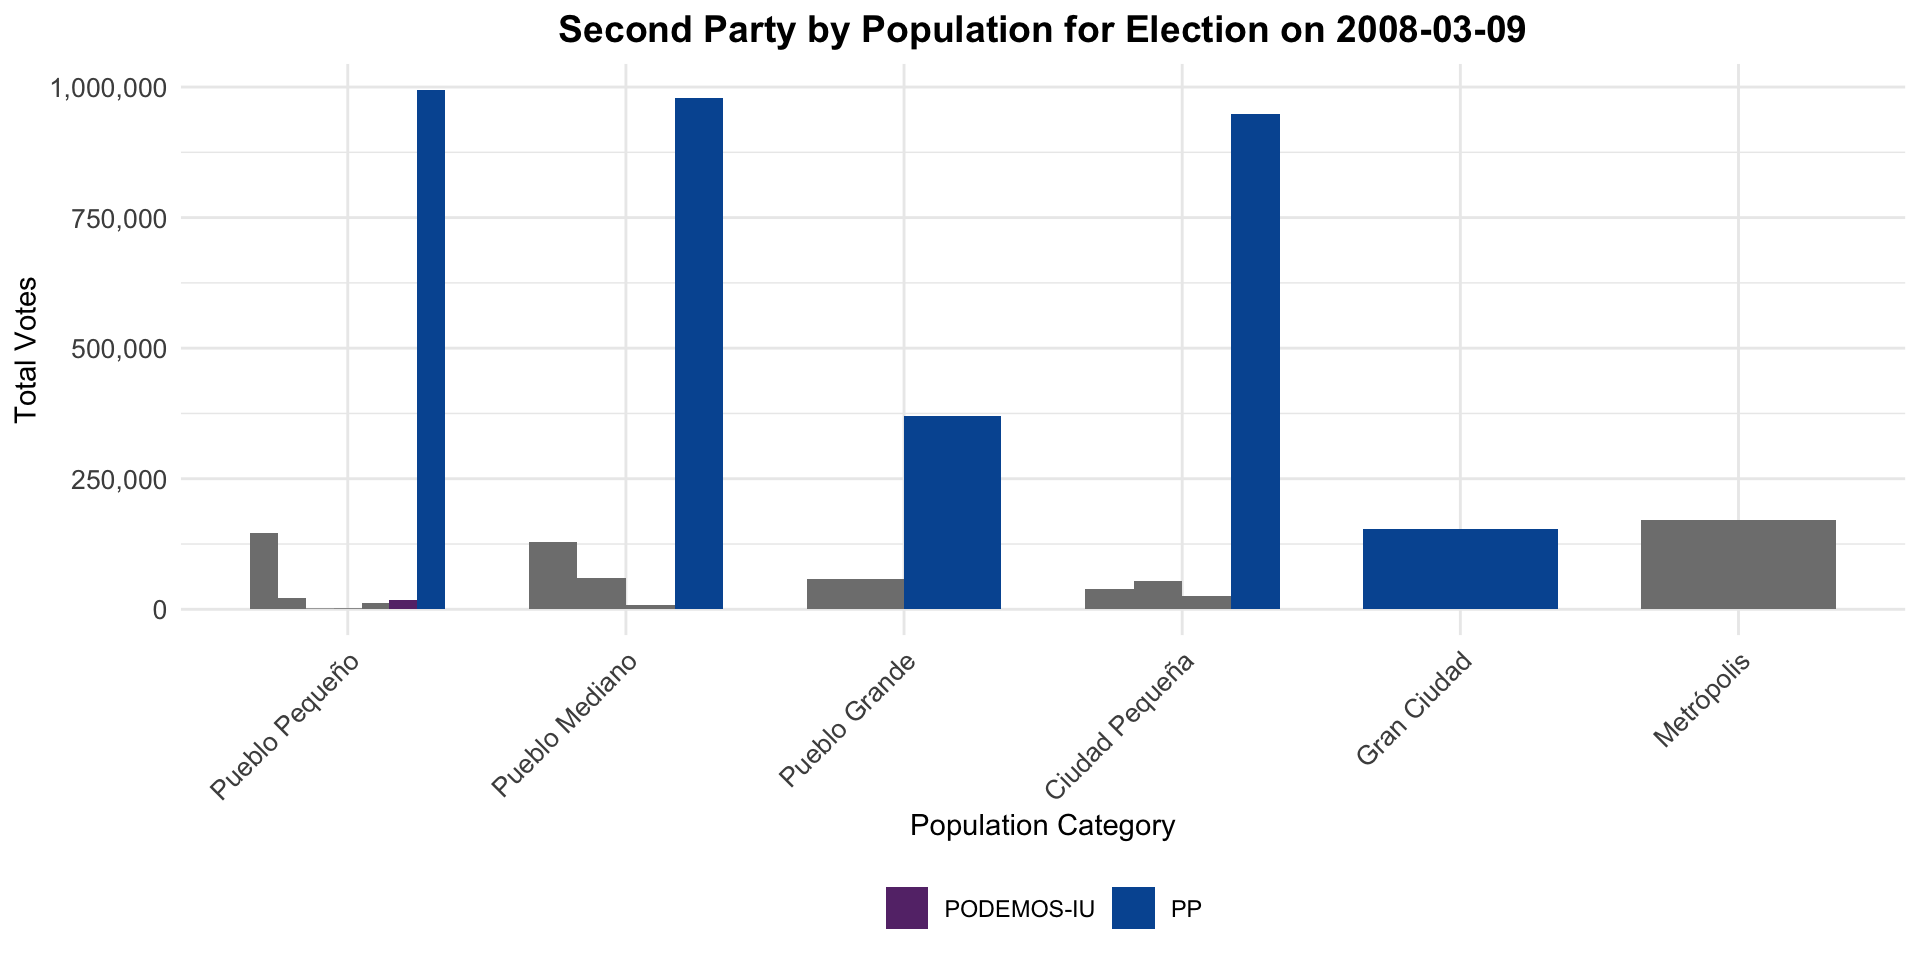 Second Party by Population for Election on 2008-03-09
Total Votes
1,000,000
750,000
500,000
250,000
0
Pueblo Pequeño
Pueblo Mediano
Pueblo Grande
Ciudad Pequeña
Gran Ciudad
Metrópolis
Population Category
PODEMOS-IU
PP